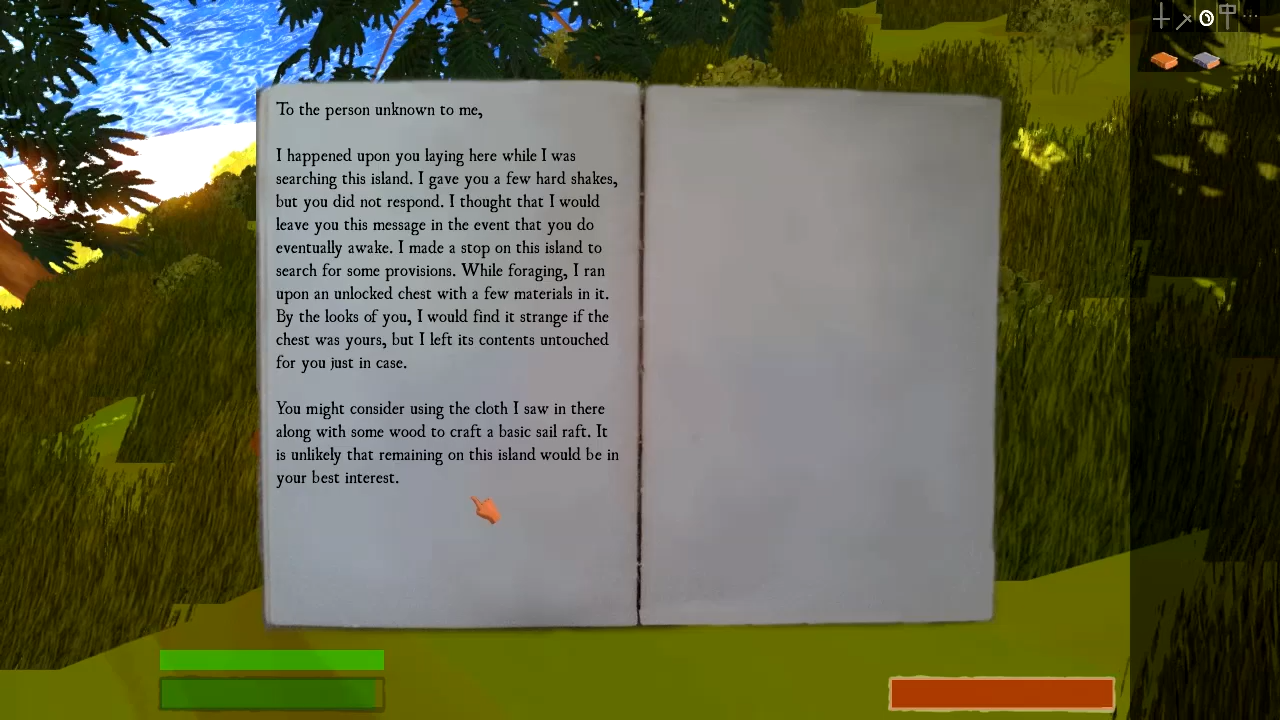 To the person unknown to me,
I happened upon you laying here while I was
searching this island. I gave you a few hard shakes,
but you did not respond. I thought that I would
leave you this message in the event that you do
eventually awake. I made a stop on this island to
search for some provisions. While foraging, I ran
upon an unlocked chest with a few materials in it.
By the looks of you, I would find it strange if the
chest was yours, but I left its contents untouched
for you just in case.
You might consider using the cloth I saw in there
along with some wood to craft a basic sail raft. It
is unlikely that remaining on this island would be in
your best interest.